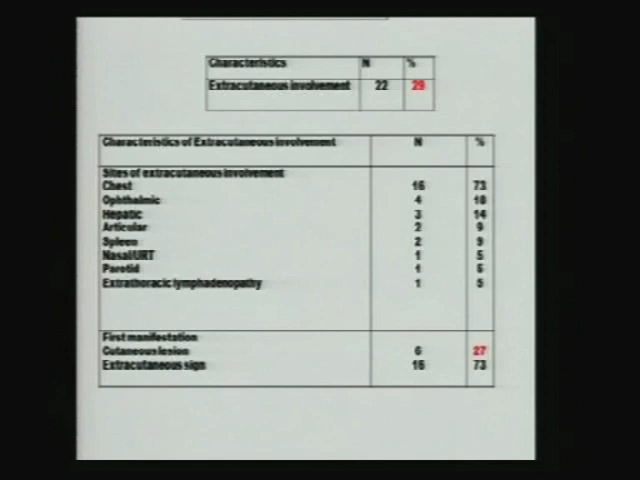 Characteristics N %
Extracutaneous involvement 22 29
Characteristics of Extracutaneous involvement N %
Sites of extracutaneous involvement
Chest 16 73
Ophthalmic 4 18
Hepatic 3 14
Articular 2 9
Spleen 2 9
Nasal/URT 1 5
Parotid 1 5
Extrathoracic lymphadenopathy 1 5
First manifestation
Cutaneous lesion 6 27
Extracutaneous sign 16 73